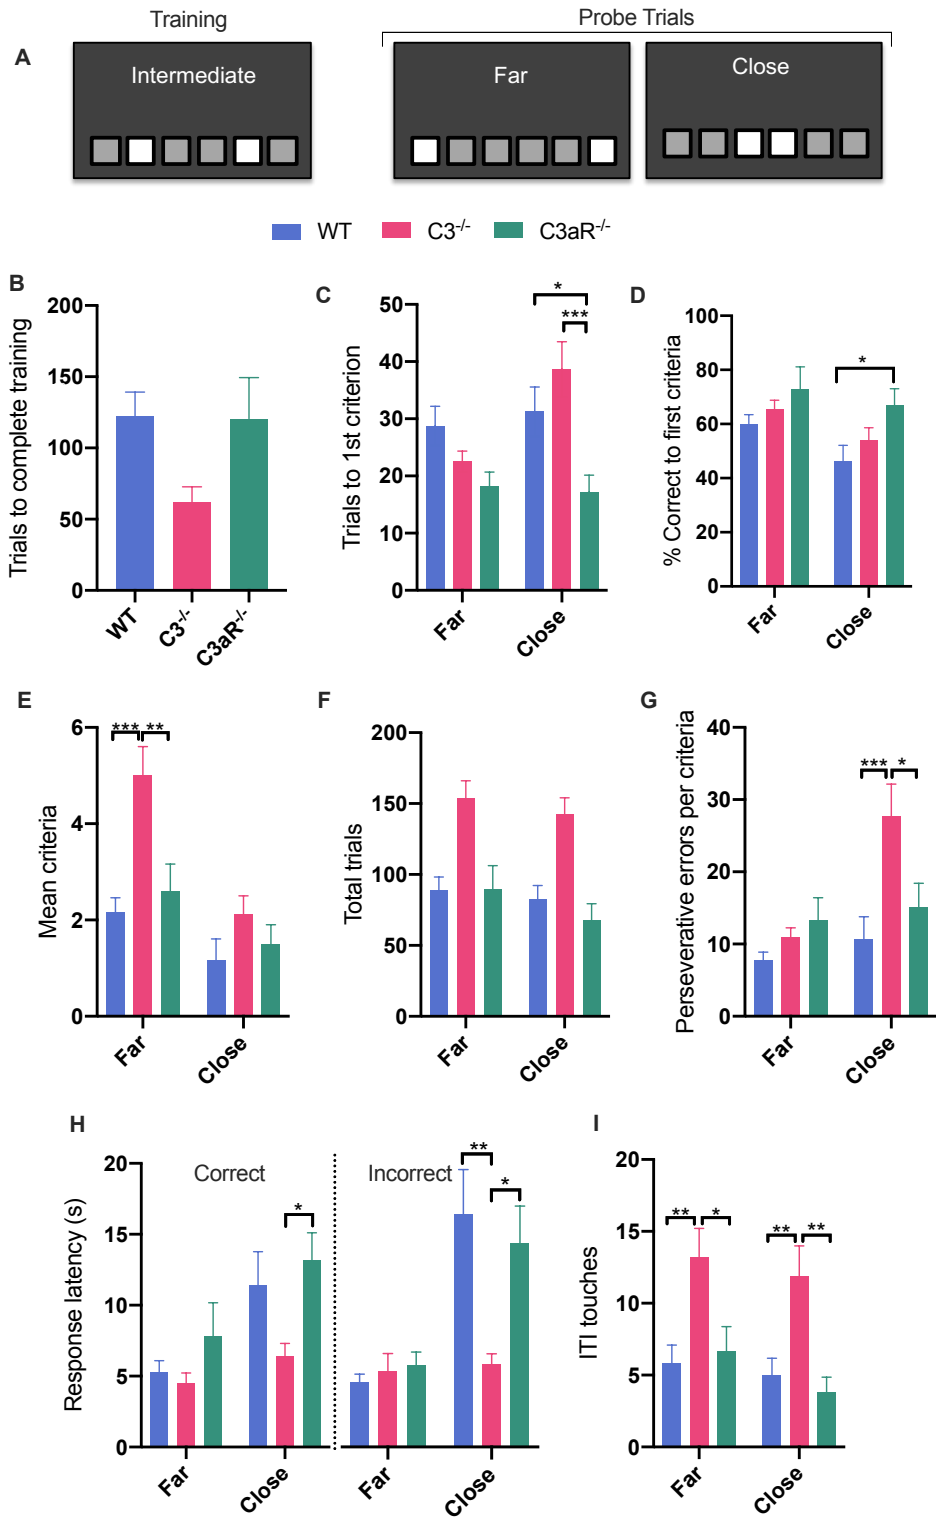 Training
Probe Trials
A
Intermediate
Far
Close
WT
C3-/-
C3aR-/-
B
Trials to complete training
200
150
100
50
0
WT
C3-/-
C3aR-/-
C
Trials to 1st criterion
50
40
30
20
10
0
*
***
Far
Close
D
% Correct to first criteria
100
80
60
40
20
0
*
Far
Close
E
Mean criteria
6
4
2
0
***
**
Far
Close
F
Total trials
200
150
100
50
0
Far
Close
G
Perseverative errors per criteria
40
30
20
10
0
***
*
Far
Close
H
Response latency (s)
20
15
10
5
0
Correct
*
Far
Close
Incorrect
**
*
Far
Close
I
ITI touches
20
15
10
5
0
**
*
**
**
Far
Close